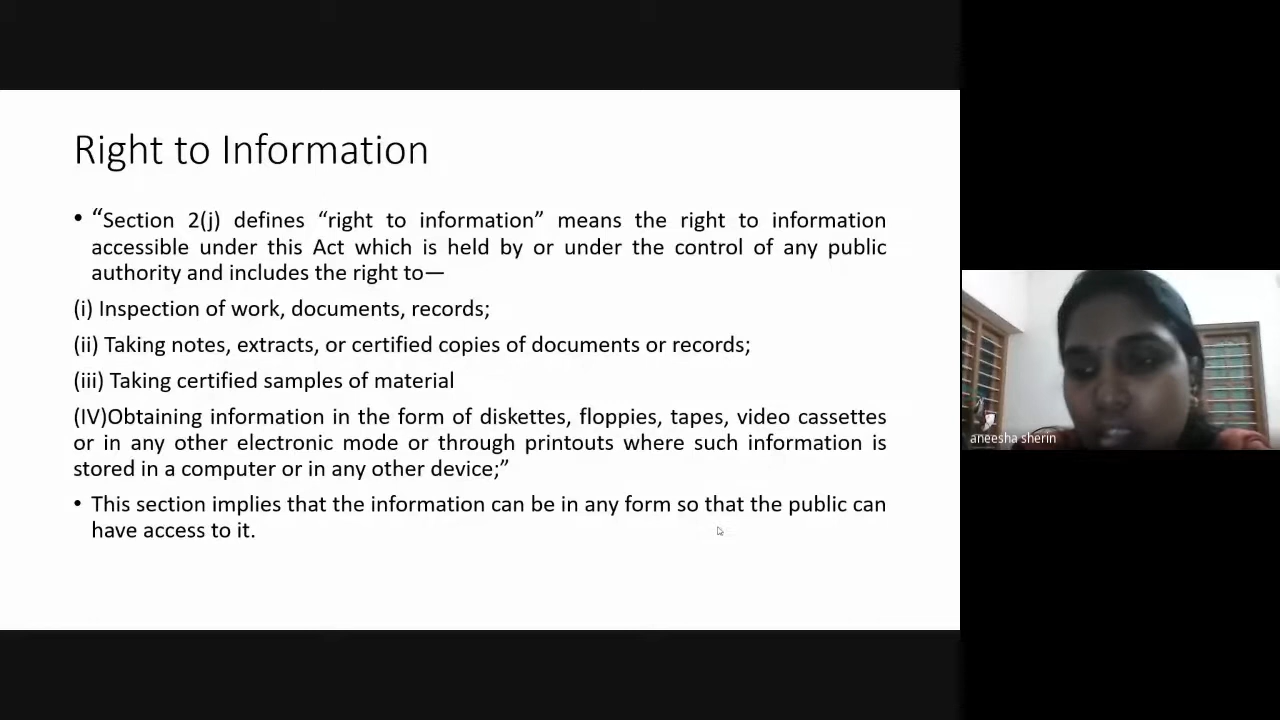 Right to Information
• “Section 2(j) defines “right to information” means the right to information
accessible under this Act which is held by or under the control of any public
authority and includes the right to—
(i) Inspection of work, documents, records;
(ii) Taking notes, extracts, or certified copies of documents or records;
(iii) Taking certified samples of material
(IV)Obtaining information in the form of diskettes, floppies, tapes, video cassettes
or in any other electronic mode or through printouts where such information is
stored in a computer or in any other device;”
• This section implies that the information can be in any form so that the public can
have access to it.
aneesha sherin